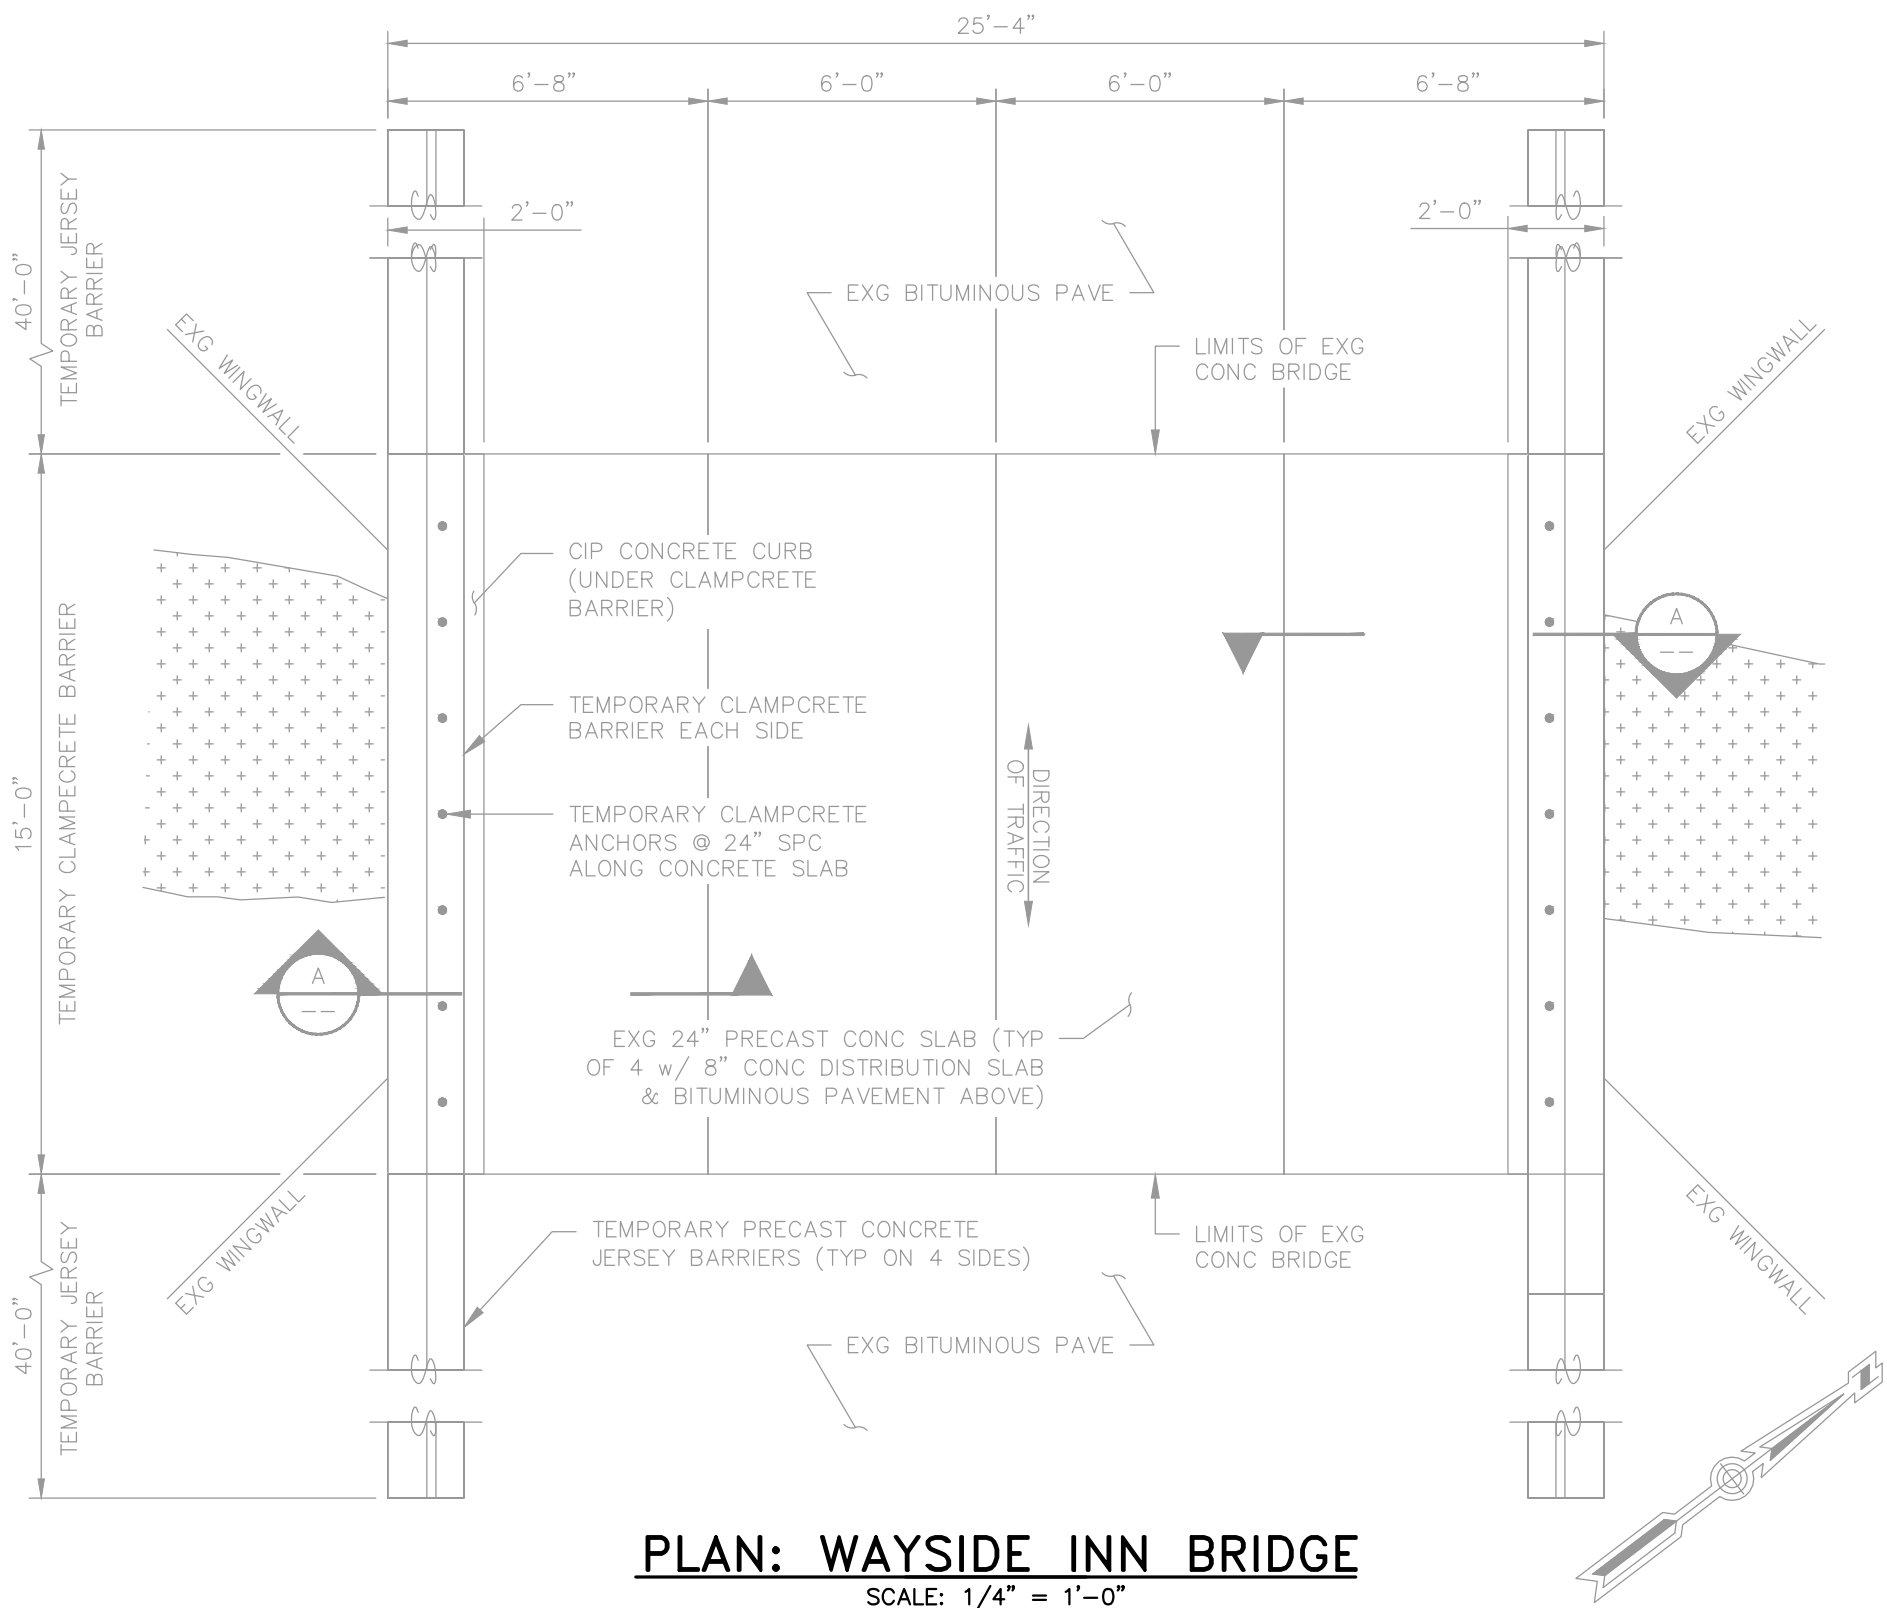 25'-4"
6'-8"
6'-0"
6'-0"
6'-8"
2'-0"
2'-0"
40'-0"
TEMPORARY JERSEY
BARRIER
EXG WINGWALL
EXG BITUMINOUS PAVE
EXG WINGWALL
LIMITS OF EXG
CONC BRIDGE
CIP CONCRETE CURB
(UNDER CLAMPCRETE
BARRIER)
A
--
15'-0"
TEMPORARY CLAMPECRETE BARRIER
TEMPORARY CLAMPCRETE
BARRIER EACH SIDE
TEMPORARY CLAMPCRETE
ANCHORS @ 24" SPC
ALONG CONCRETE SLAB
DIRECTION
OF TRAFFIC
A
--
EXG 24" PRECAST CONC SLAB (TYP
OF 4 w/ 8" CONC DISTRIBUTION SLAB
& BITUMINOUS PAVEMENT ABOVE)
EXG WINGWALL
TEMPORARY PRECAST CONCRETE
JERSEY BARRIERS (TYP ON 4 SIDES)
LIMITS OF EXG
CONC BRIDGE
EXG WINGWALL
40'-0"
TEMPORARY JERSEY
BARRIER
EXG BITUMINOUS PAVE
N
PLAN: WAYSIDE INN BRIDGE
SCALE: 1/4" = 1'-0"